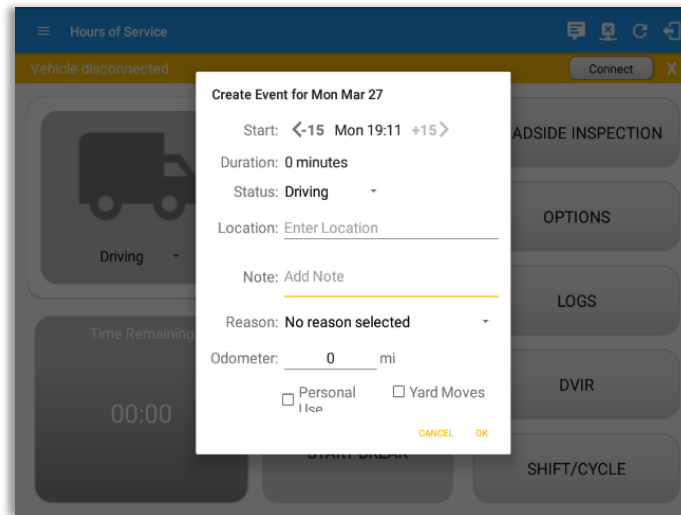 Hours of Service
Vehicle disconnected
Connect
X
Create Event for Mon Mar 27
Start: -15 Mon 19:11 +15
Duration: 0 minutes
Status: Driving
Location: Enter Location
Note: Add Note
Reason: No reason selected
Odometer: 0 mi
Personal Use
Yard Moves
CANCEL OK
Driving
Time Remaining
00:00
START BREAK
ADSIDE INSPECTION
OPTIONS
LOGS
DVIR
SHIFT/CYCLE